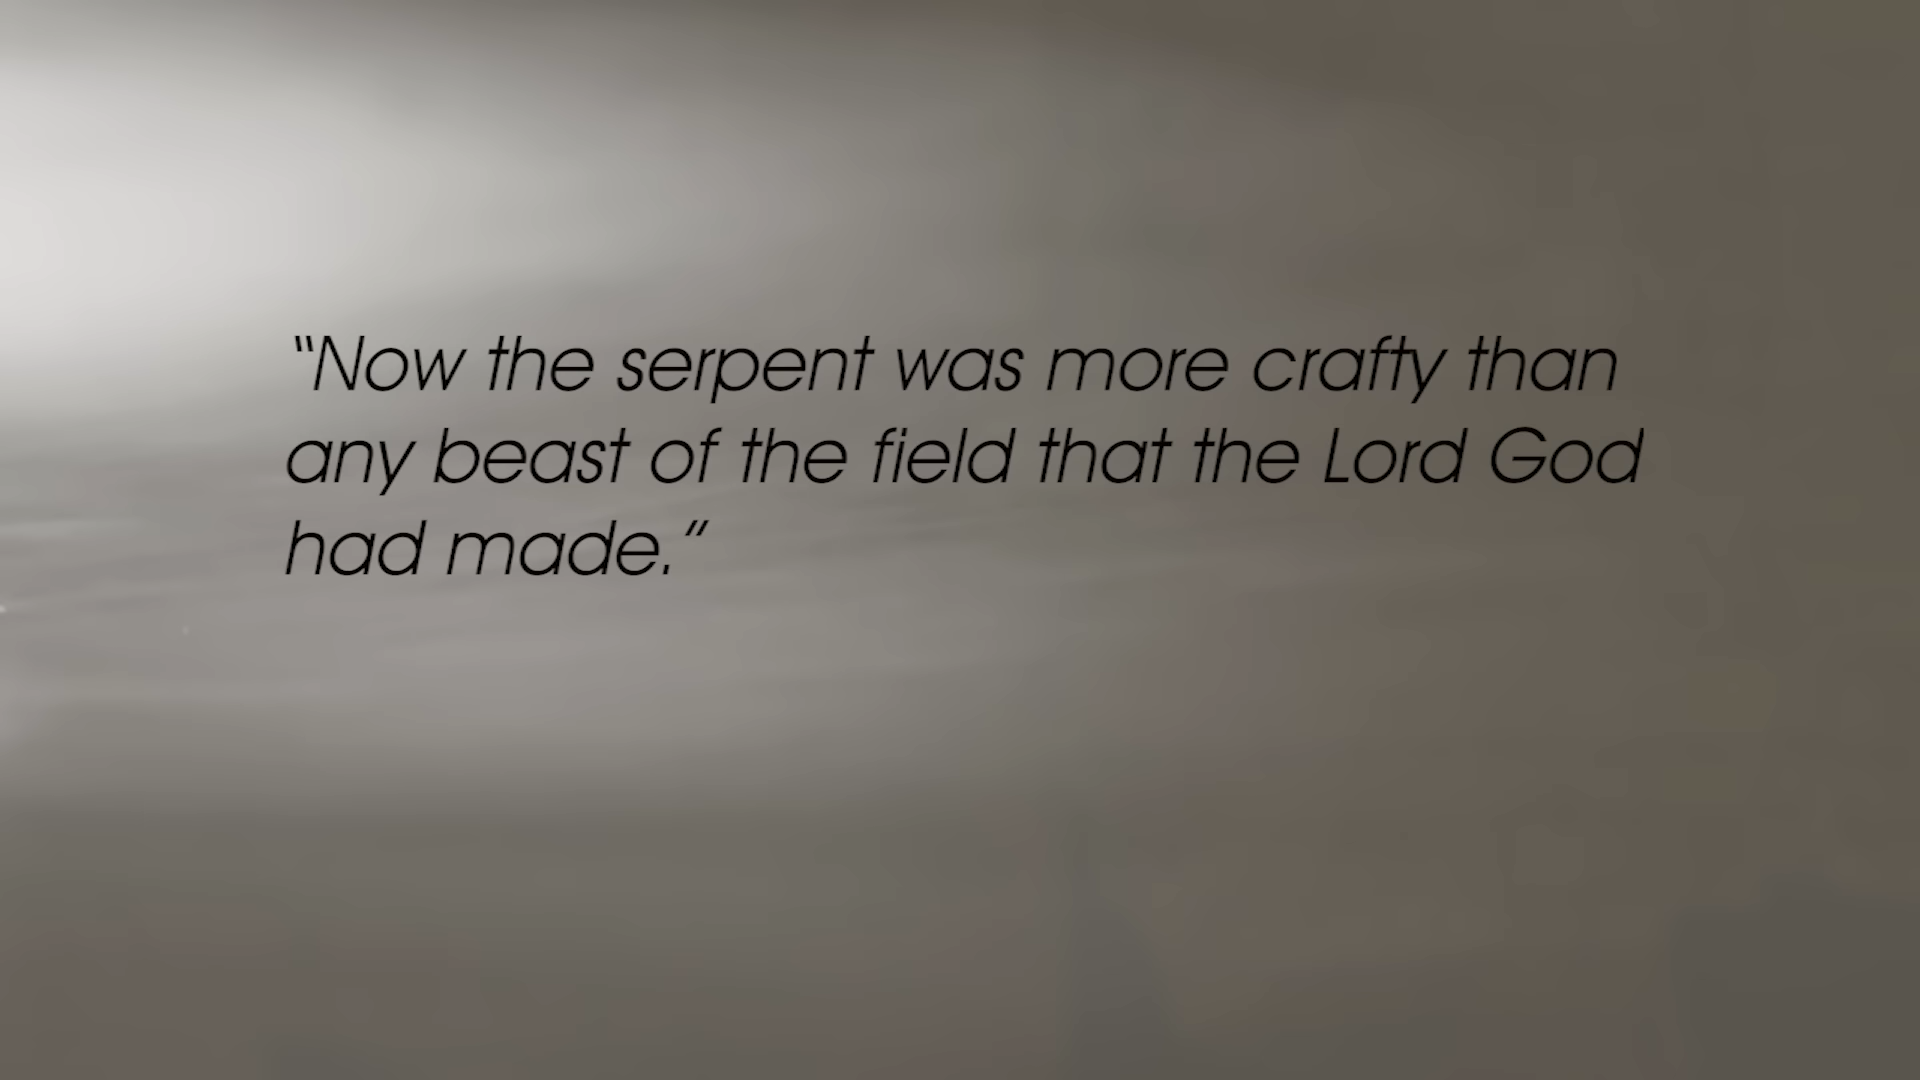 “Now the serpent was more crafty than
any beast of the field that the Lord God
had made.”